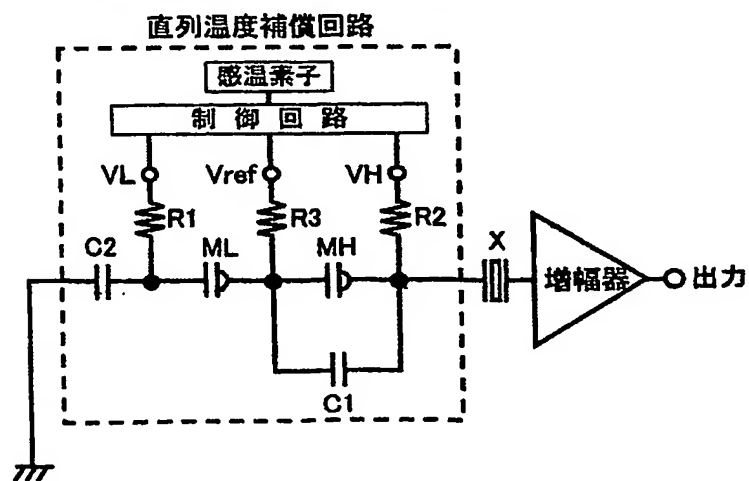 直列温度補償回路
感温素子
制御回路
VL
Vref
VH
R1
R3
R2
C2
ML
MH
X
増幅器
出力
C1